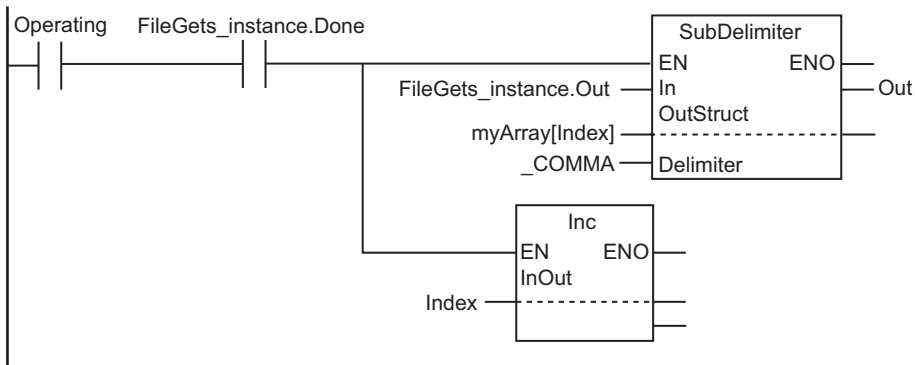 Operating FileGets_instance.Done
SubDelimiter
EN ENO
FileGets_instance.Out In Out
OutStruct
myArray[Index]
_COMMA Delimiter
Inc
EN ENO
InOut
Index